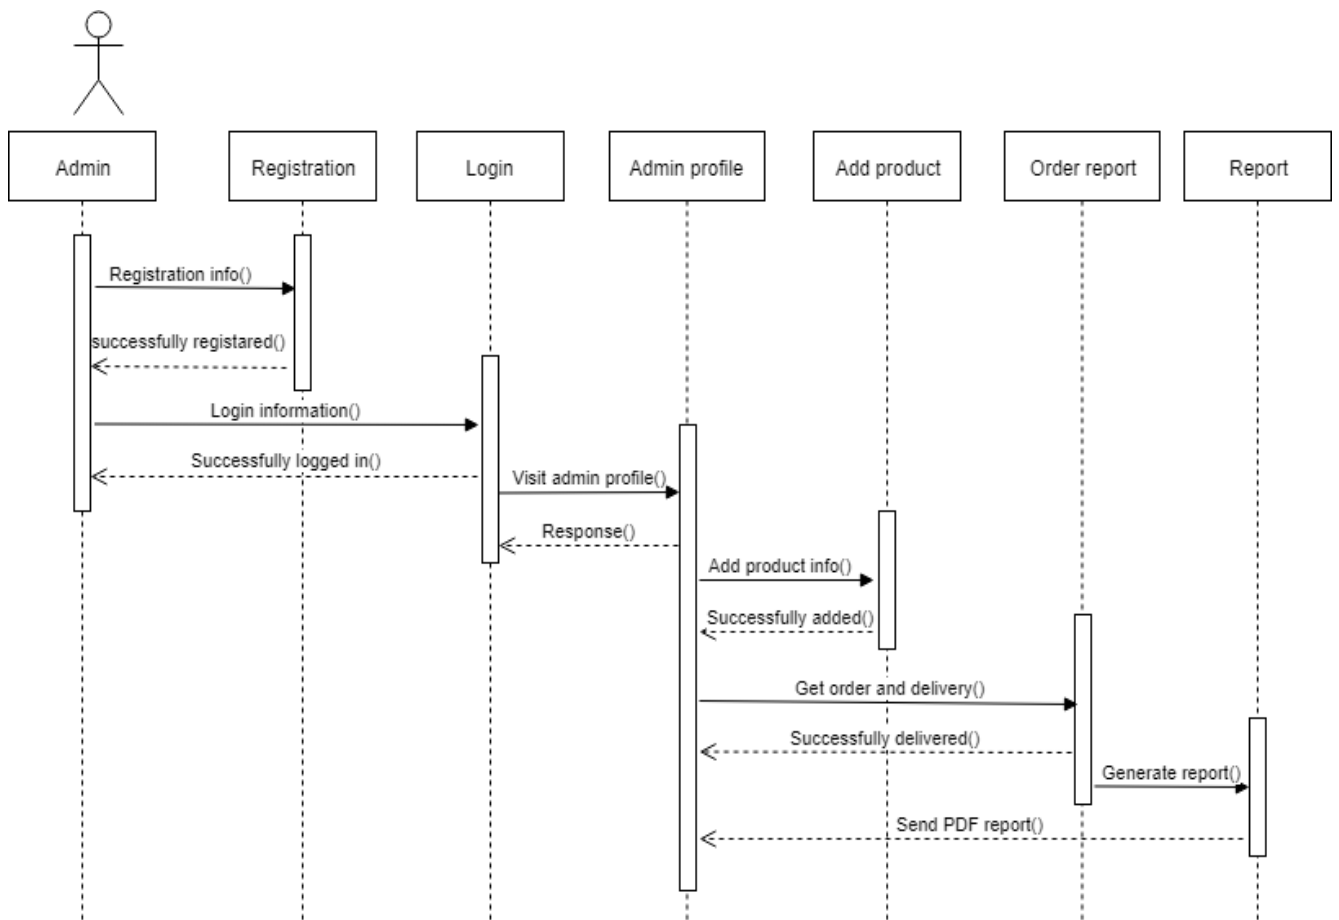 Admin
Registration
Login
Admin profile
Add product
Order report
Report
Registration info()
successfully registared()
Login information()
Successfully logged in()
Visit admin profile()
Response()
Add product info()
Successfully added()
Get order and delivery()
Successfully delivered()
Generate report()
Send PDF report()